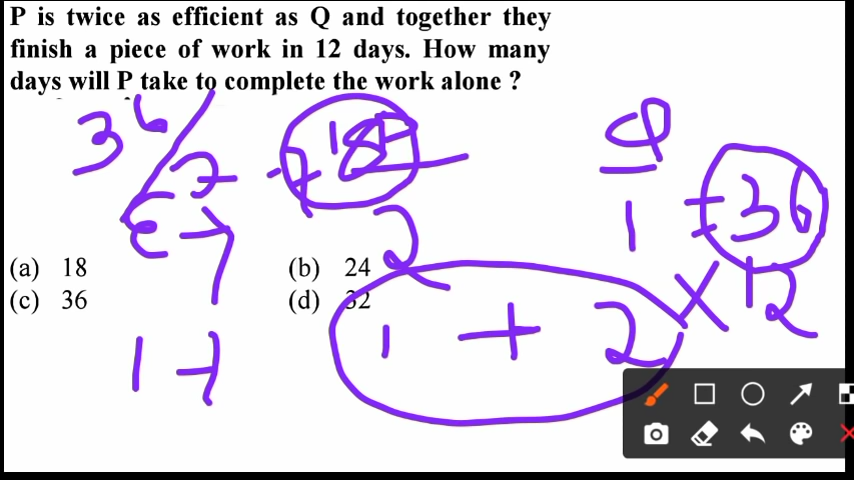 P is twice as efficient as Q and together they
finish a piece of work in 12 days. How many
days will P take to complete the work alone ?
36/2 = 18
Q
E 2 1 = 36
(a) 18 (b) 24
(c) 36 (d) 32
1 + 2 × 12